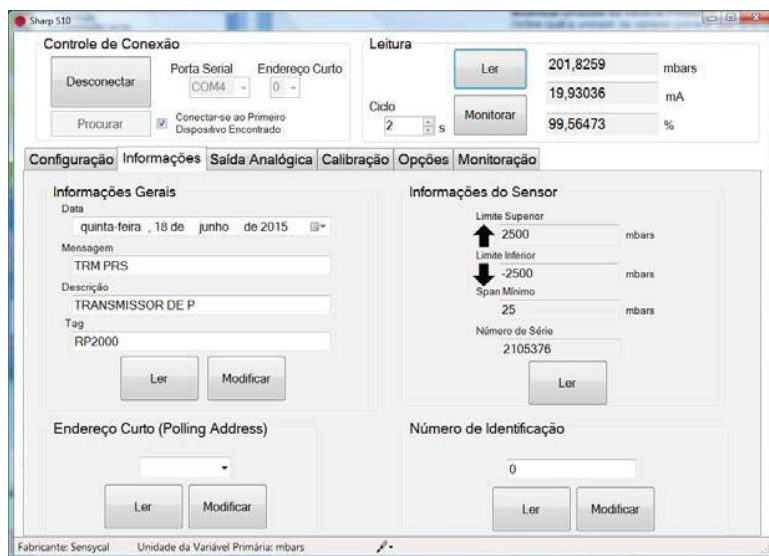 Sharp S10
Controle de Conexão
Desconectar
Porta Serial
COM4
Endereço Curto
0
Procurar
Conectar-se ao Primeiro
Dispositivo Encontrado
Leitura
Ler
201,8259 mbars
19,93036 mA
Ciclo
2 s
Monitorar
99,56473 %
Configuração Informações Saída Analógica Calibração Opções Monitoração
Informações Gerais
Data
quinta-feira , 18 de junho de 2015
Mensagem
TRM PRS
Descrição
TRANSMISSOR DE P
Tag
RP2000
Ler Modificar
Informações do Sensor
Limite Superior
2500 mbars
Limite Inferior
-2500 mbars
Span Mínimo
25 mbars
Número de Série
2105376
Ler
Endereço Curto (Polling Address)
Ler Modificar
Número de Identificação
0
Ler Modificar
Fabricante: Sensycal Unidade da Variável Primária: mbars